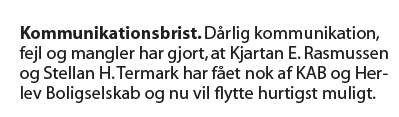 Kommunikationsbrist. Dårlig kommunikation,
fejl og mangler har gjort, at Kjartan E. Rasmussen
og Stellan H. Termark har fået nok af KAB og Her-
lev Boligselskab og nu vil flytte hurtigst muligt.